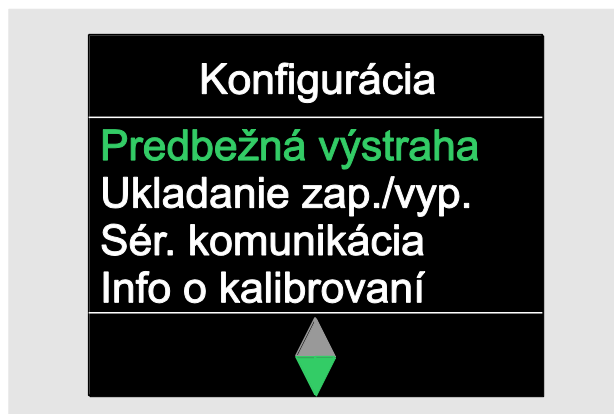 Konfigurácia
Predbežná výstraha
Ukladanie zap./vyp.
Sér. komunikácia
Info o kalibrovaní